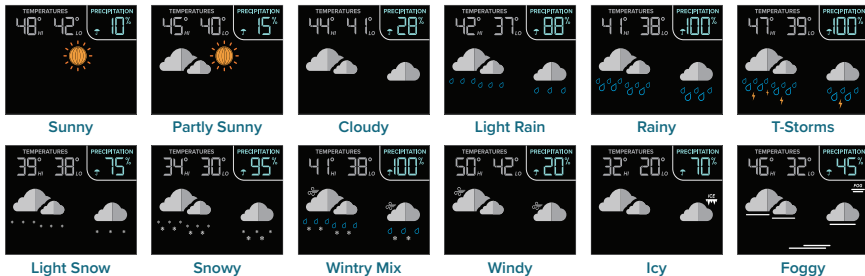 TEMPERATURES PRECIPITATION TEMPERATURES PRECIPITATION TEMPERATURES PRECIPITATION TEMPERATURES PRECIPITATION TEMPERATURES PRECIPITATION TEMPERATURES PRECIPITATION
48° HI 42° LO 10% 45° HI 40° LO 15% 44° HI 41° LO 28% 42° HI 37° LO 88% 41° HI 38° LO 100% 47° HI 39° LO 100%
Sunny Partly Sunny Cloudy Light Rain Rainy T-Storms
TEMPERATURES PRECIPITATION TEMPERATURES PRECIPITATION TEMPERATURES PRECIPITATION TEMPERATURES PRECIPITATION TEMPERATURES PRECIPITATION TEMPERATURES PRECIPITATION
39° HI 38° LO 75% 34° HI 30° LO 95% 41° HI 38° LO 100% 50° HI 42° LO 20% 32° HI 20° LO 70% 46° HI 32° LO 45%
ICE FOG
Light Snow Snowy Wintry Mix Windy Icy Foggy